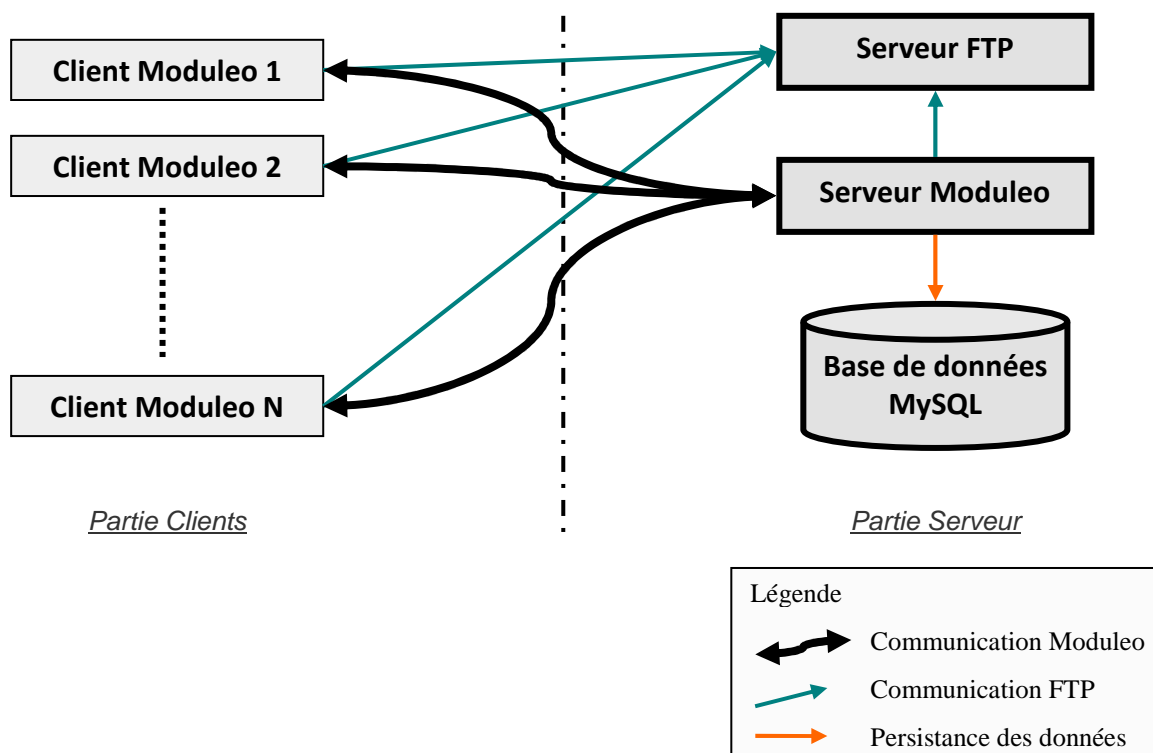 Client Moduleo 1
Serveur FTP
Client Moduleo 2
Serveur Moduleo
Base de données
MySQL
Client Moduleo N
Partie Clients
Partie Serveur
Légende
Communication Moduleo
Communication FTP
Persistance des données